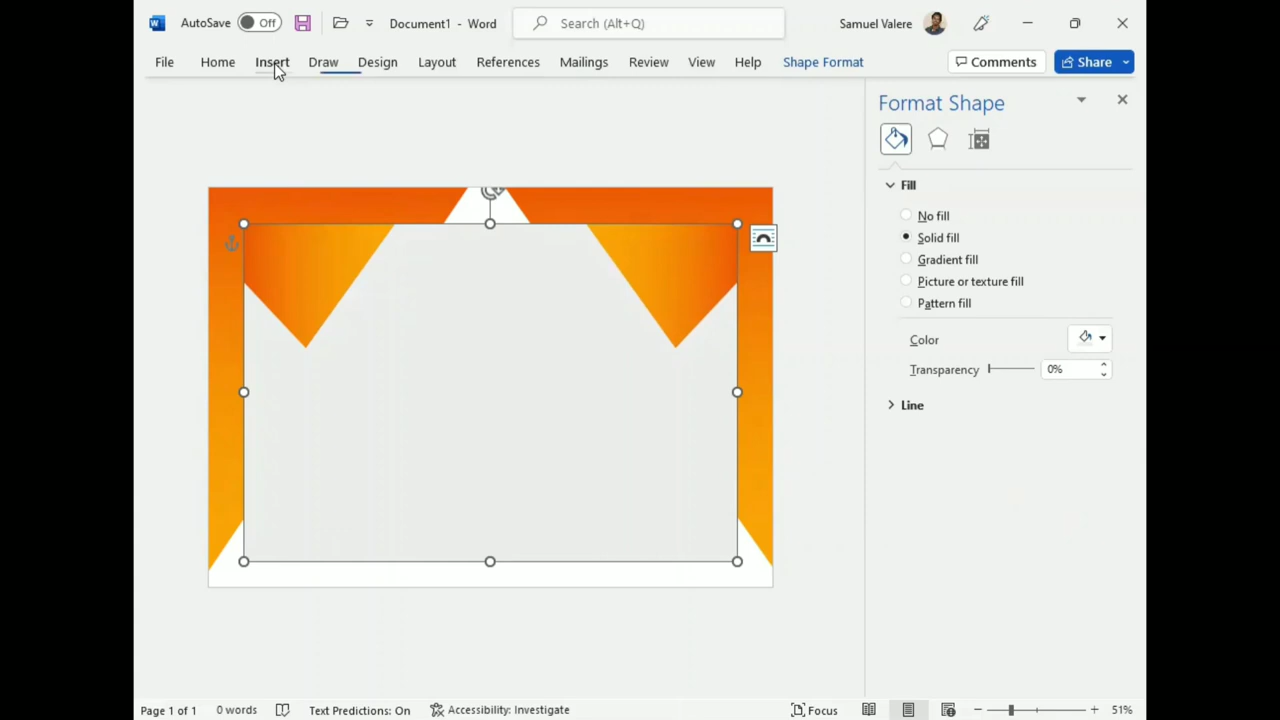 AutoSave Off Document1 - Word Search (Alt+Q) Samuel Valere
File Home Insert Draw Design Layout References Mailings Review View Help Shape Format Comments Share
Format Shape
Fill
No fill
Solid fill
Gradient fill
Picture or texture fill
Pattern fill
Color
Transparency 0%
Line
Page 1 of 1 0 words Text Predictions: On Accessibility: Investigate Focus 51%